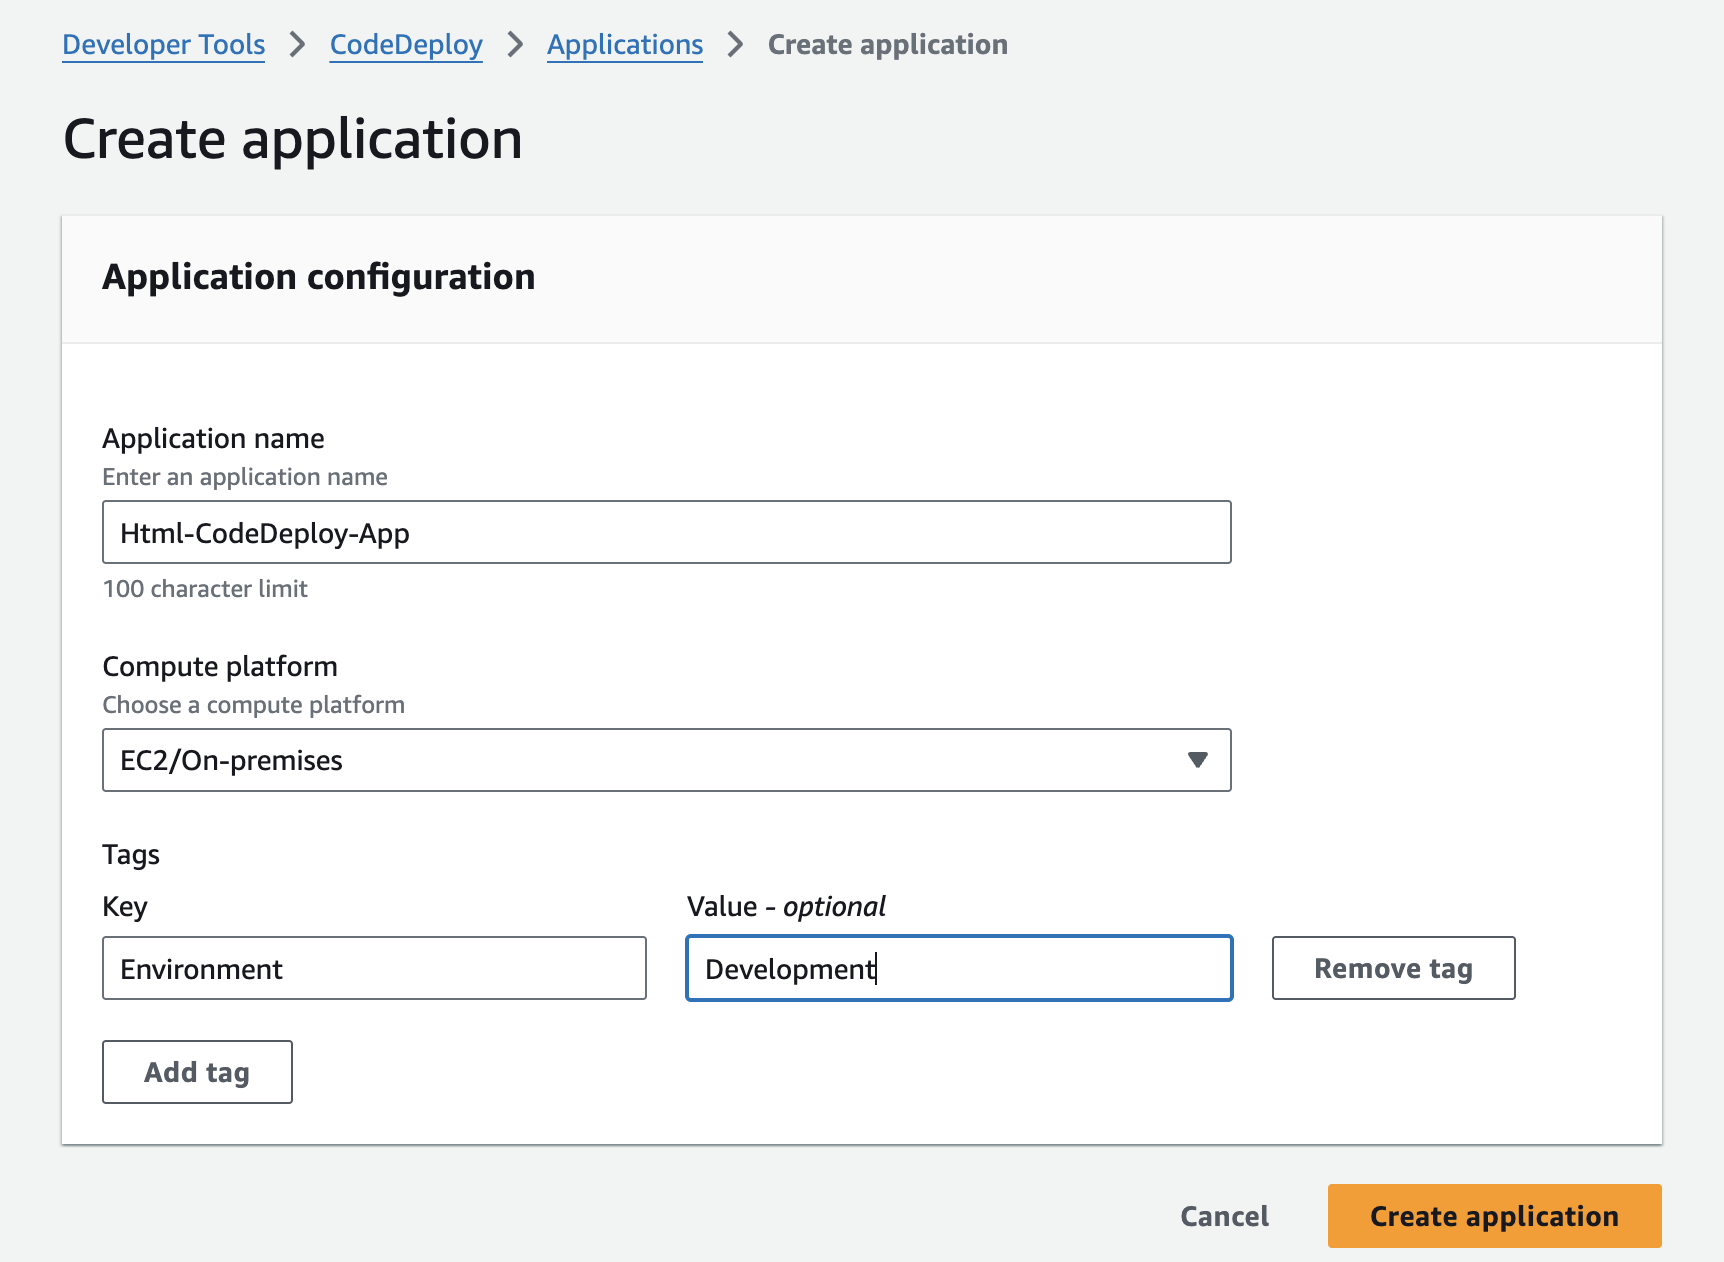 Developer Tools > CodeDeploy > Applications > Create application
Create application
Application configuration
Application name
Enter an application name
Html-CodeDeploy-App
100 character limit
Compute platform
Choose a compute platform
EC2/On-premises
Tags
Key Value - optional
Environment Development Remove tag
Add tag
Cancel Create application